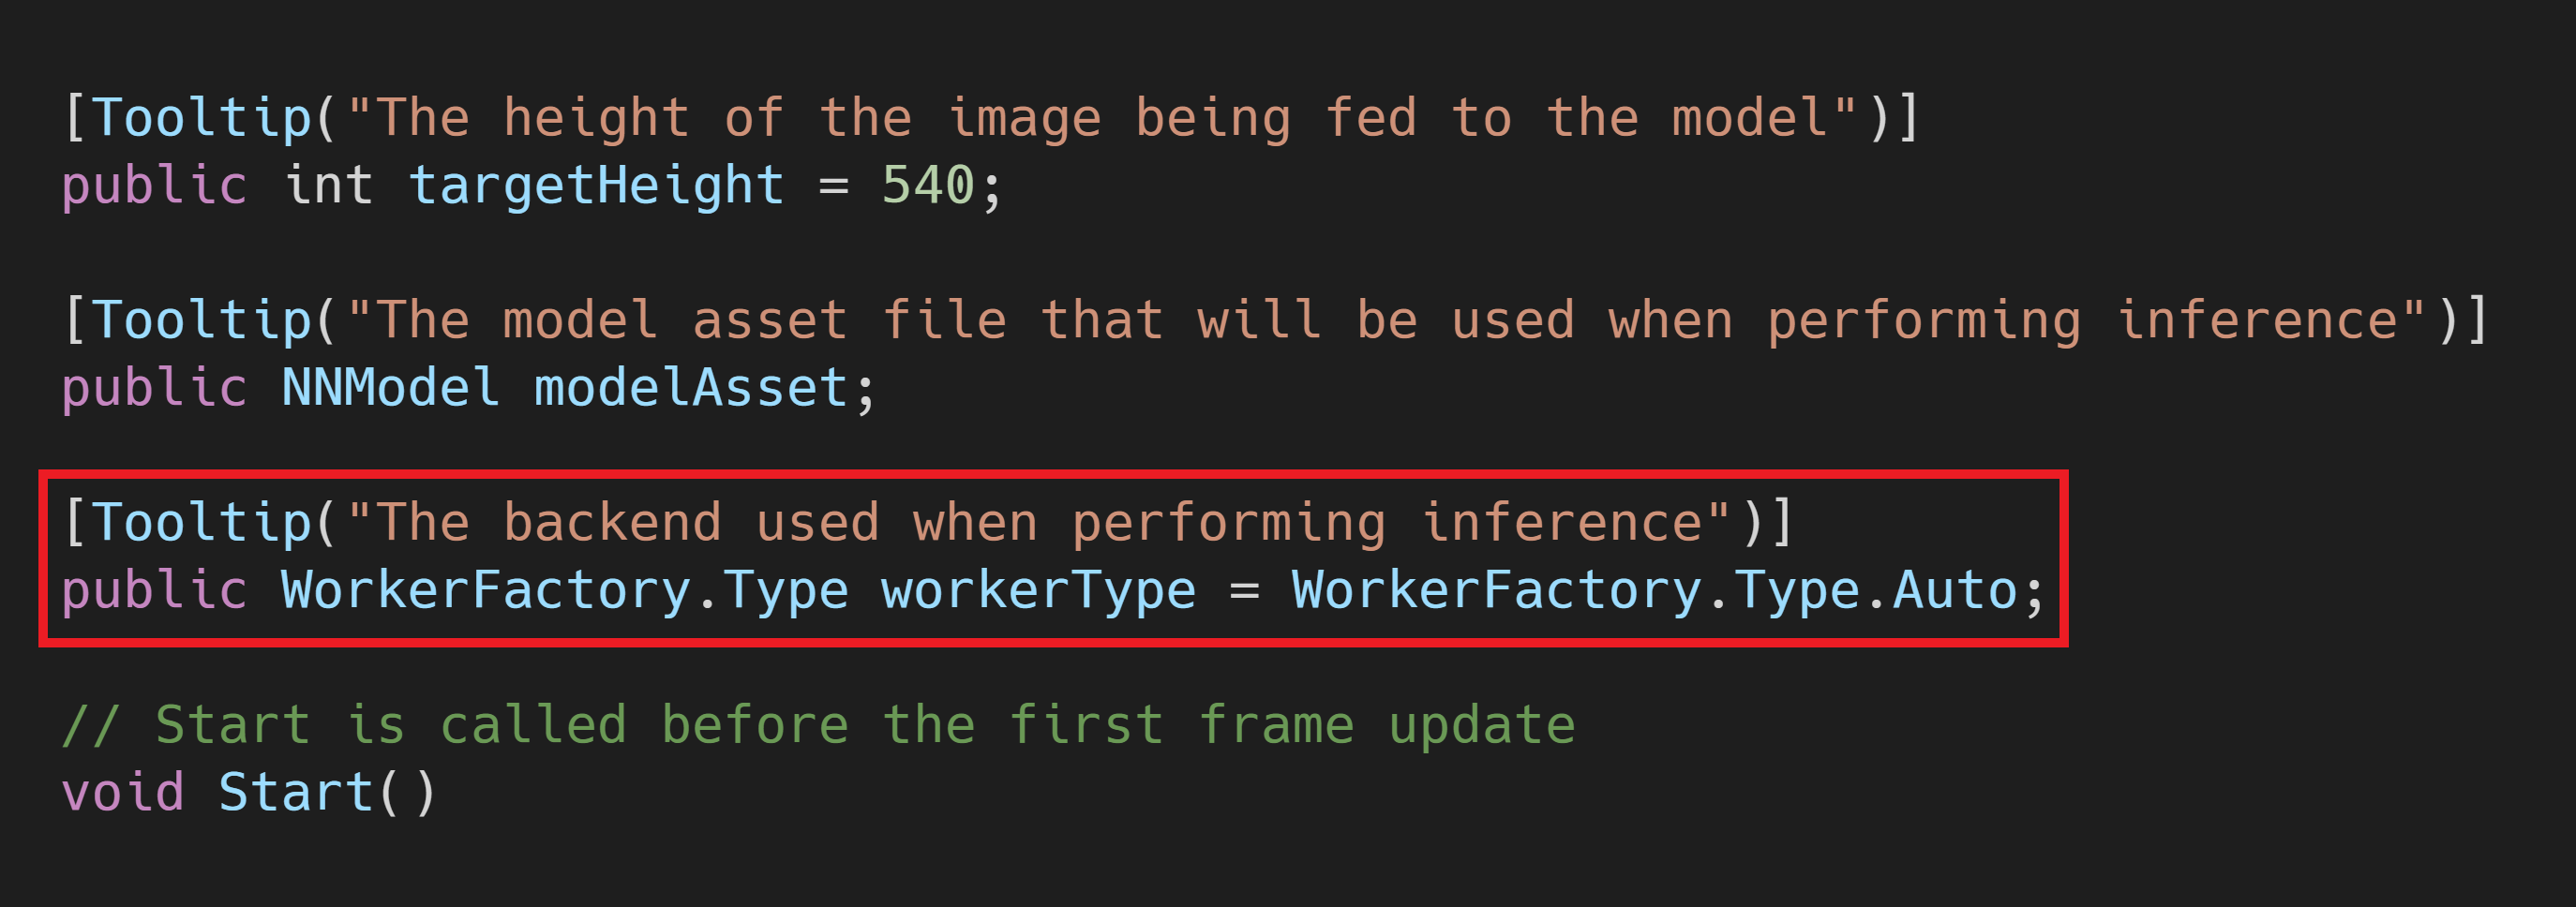 [Tooltip("The height of the image being fed to the model")]
public int targetHeight = 540;
[Tooltip("The model asset file that will be used when performing inference")]
public NNModel modelAsset;
[Tooltip("The backend used when performing inference")]
public WorkerFactory.Type workerType = WorkerFactory.Type.Auto;
// Start is called before the first frame update
void Start()